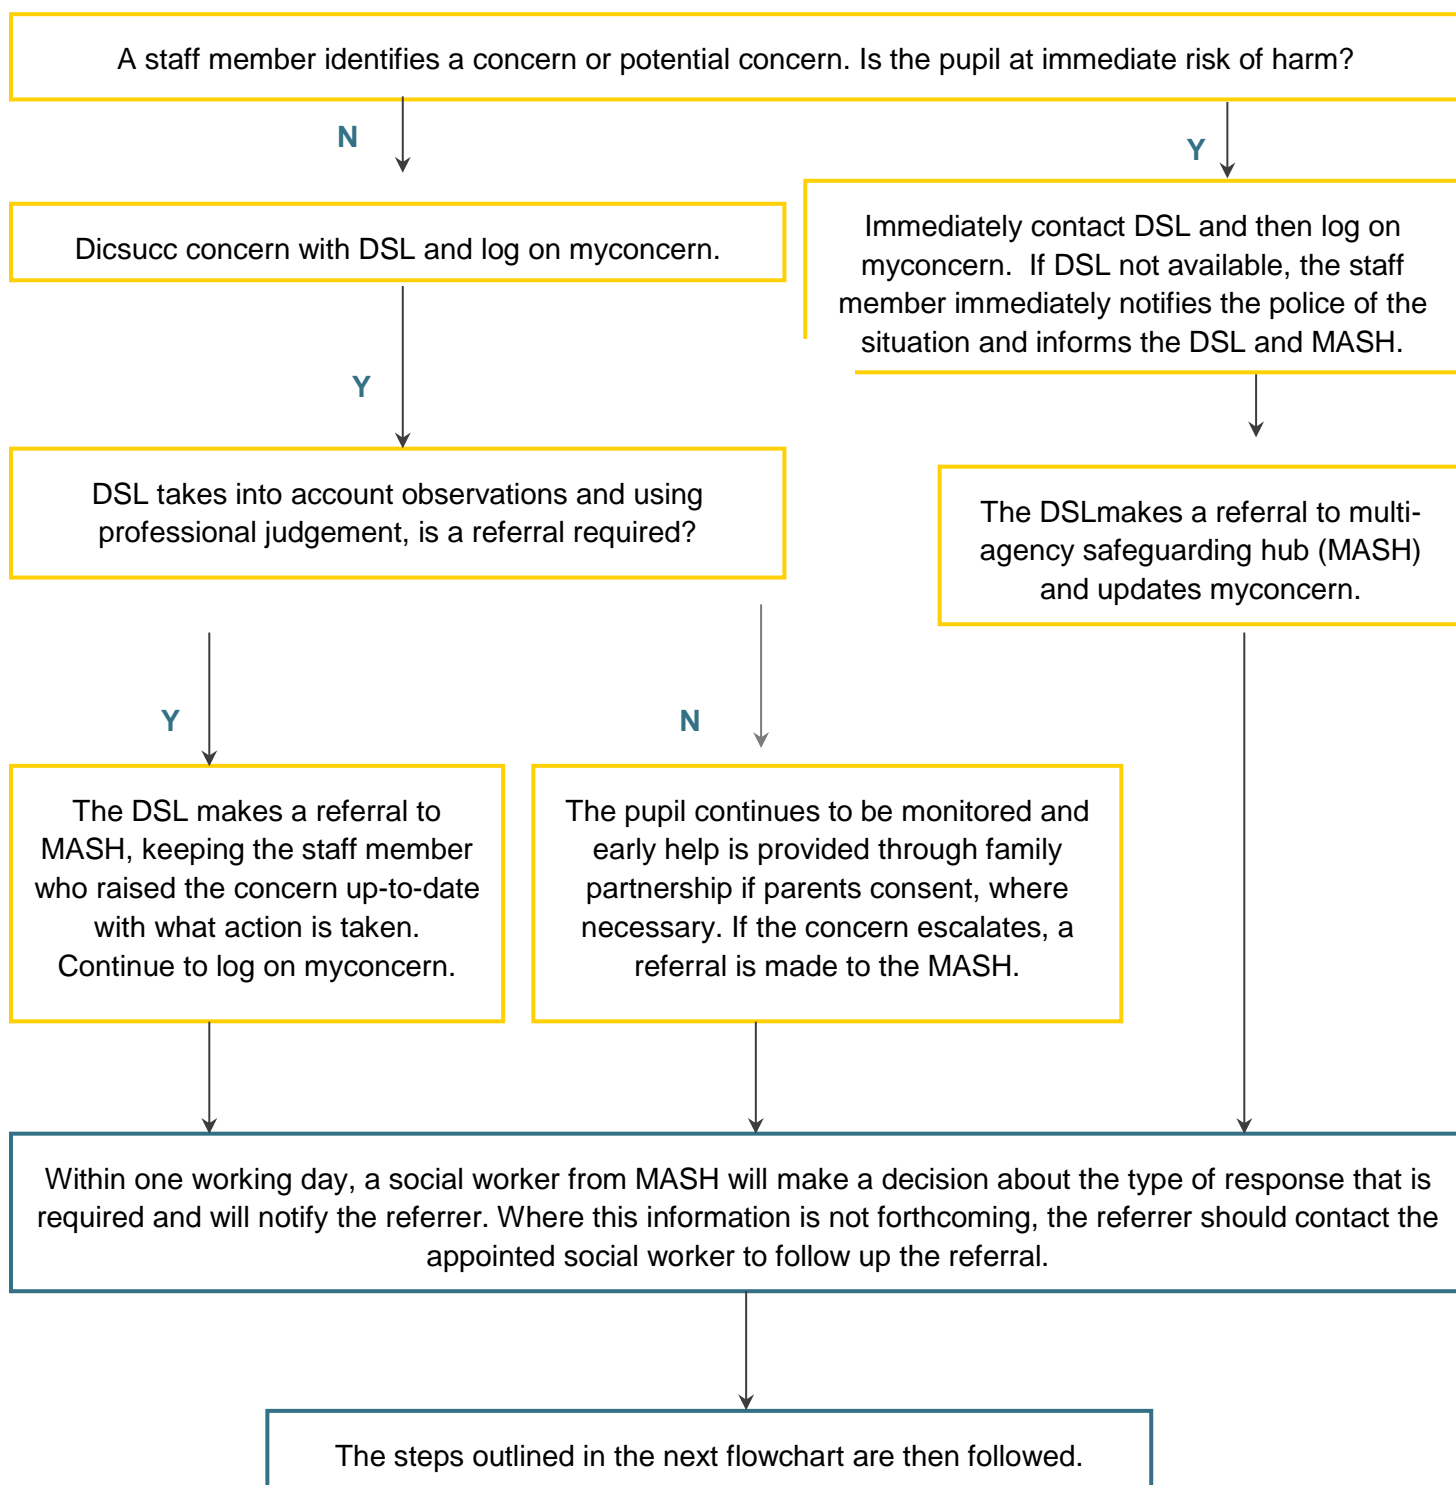 A staff member identifies a concern or potential concern. Is the pupil at immediate risk of harm?
N
Y
Dicsucc concern with DSL and log on myconcern.
Immediately contact DSL and then log on
myconcern.  If DSL not available, the staff
member immediately notifies the police of the
situation and informs the DSL and MASH.
Y
DSL takes into account observations and using
professional judgement, is a referral required?
The DSLmakes a referral to multi-
agency safeguarding hub (MASH)
and updates myconcern.
Y
N
The DSL makes a referral to
MASH, keeping the staff member
who raised the concern up-to-date
with what action is taken.
Continue to log on myconcern.
The pupil continues to be monitored and
early help is provided through family
partnership if parents consent, where
necessary. If the concern escalates, a
referral is made to the MASH.
Within one working day, a social worker from MASH will make a decision about the type of response that is
required and will notify the referrer. Where this information is not forthcoming, the referrer should contact the
appointed social worker to follow up the referral.
The steps outlined in the next flowchart are then followed.